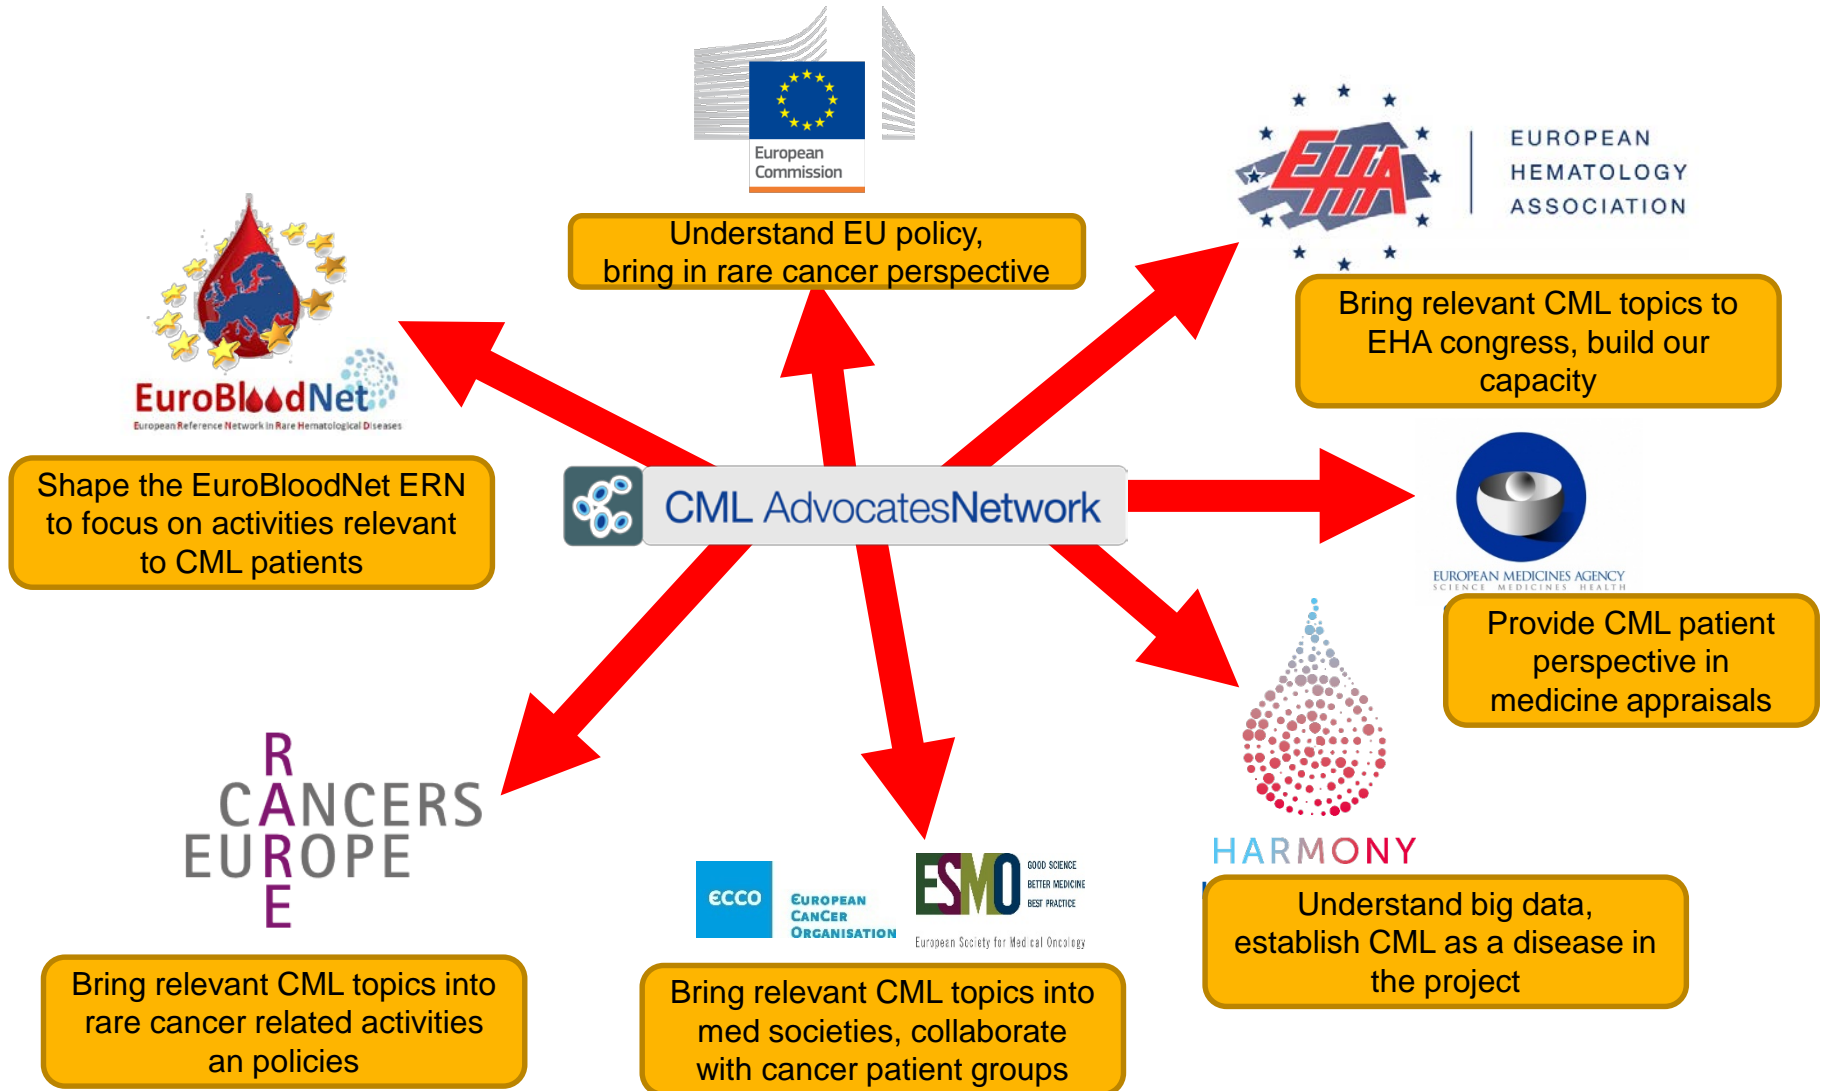 European
Commission
Understand EU policy,
bring in rare cancer perspective
EHA
EUROPEAN
HEMATOLOGY
ASSOCIATION
Bring relevant CML topics to
EHA congress, build our
capacity
EuroBloodNet
European Reference Network in Rare Hematological Diseases
Shape the EuroBloodNet ERN
to focus on activities relevant
to CML patients
CML AdvocatesNetwork
EUROPEAN MEDICINES AGENCY
SCIENCE MEDICINES HEALTH
Provide CML patient
perspective in
medicine appraisals
RARE
CANCERS
EUROPE
Bring relevant CML topics into
rare cancer related activities
an policies
ECCO
EUROPEAN
CANCER
ORGANISATION
ESMO
GOOD SCIENCE
BETTER MEDICINE
BEST PRACTICE
European Society for Medical Oncology
Bring relevant CML topics into
med societies, collaborate
with cancer patient groups
HARMONY
Understand big data,
establish CML as a disease in
the project